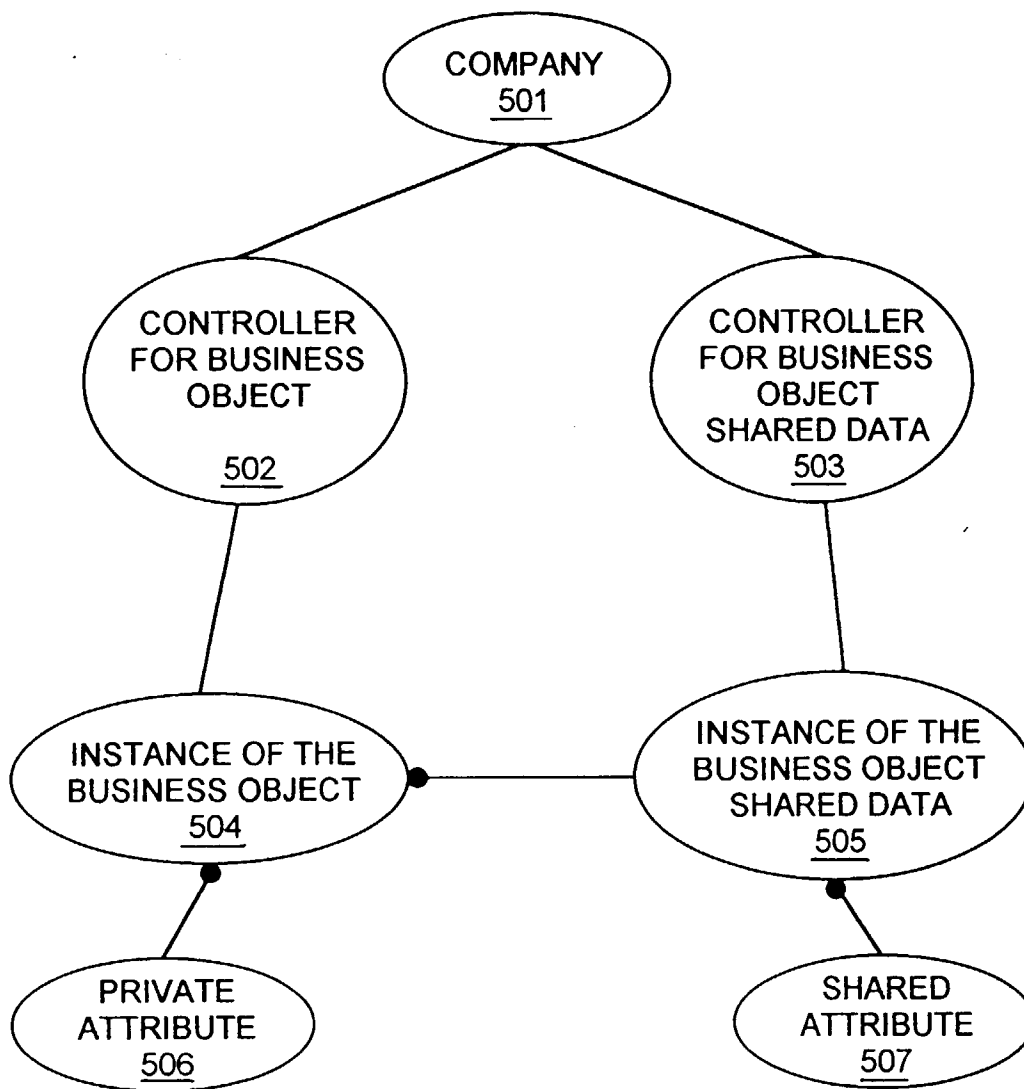 COMPANY
501
CONTROLLER
FOR BUSINESS
OBJECT
502
CONTROLLER
FOR BUSINESS
OBJECT
SHARED DATA
503
INSTANCE OF THE
BUSINESS OBJECT
504
INSTANCE OF THE
BUSINESS OBJECT
SHARED DATA
505
PRIVATE
ATTRIBUTE
506
SHARED
ATTRIBUTE
507